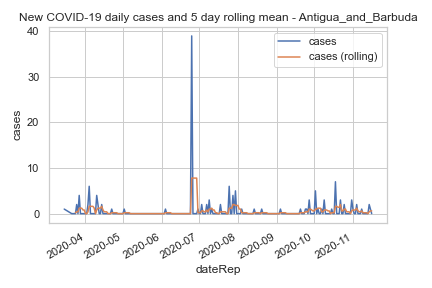 New COVID-19 daily cases and 5 day rolling mean - Antigua_and_Barbuda
cases
cases (rolling)
40
30
20
10
0
cases
2020-04
2020-05
2020-06
2020-07
2020-08
2020-09
2020-10
2020-11
dateRep